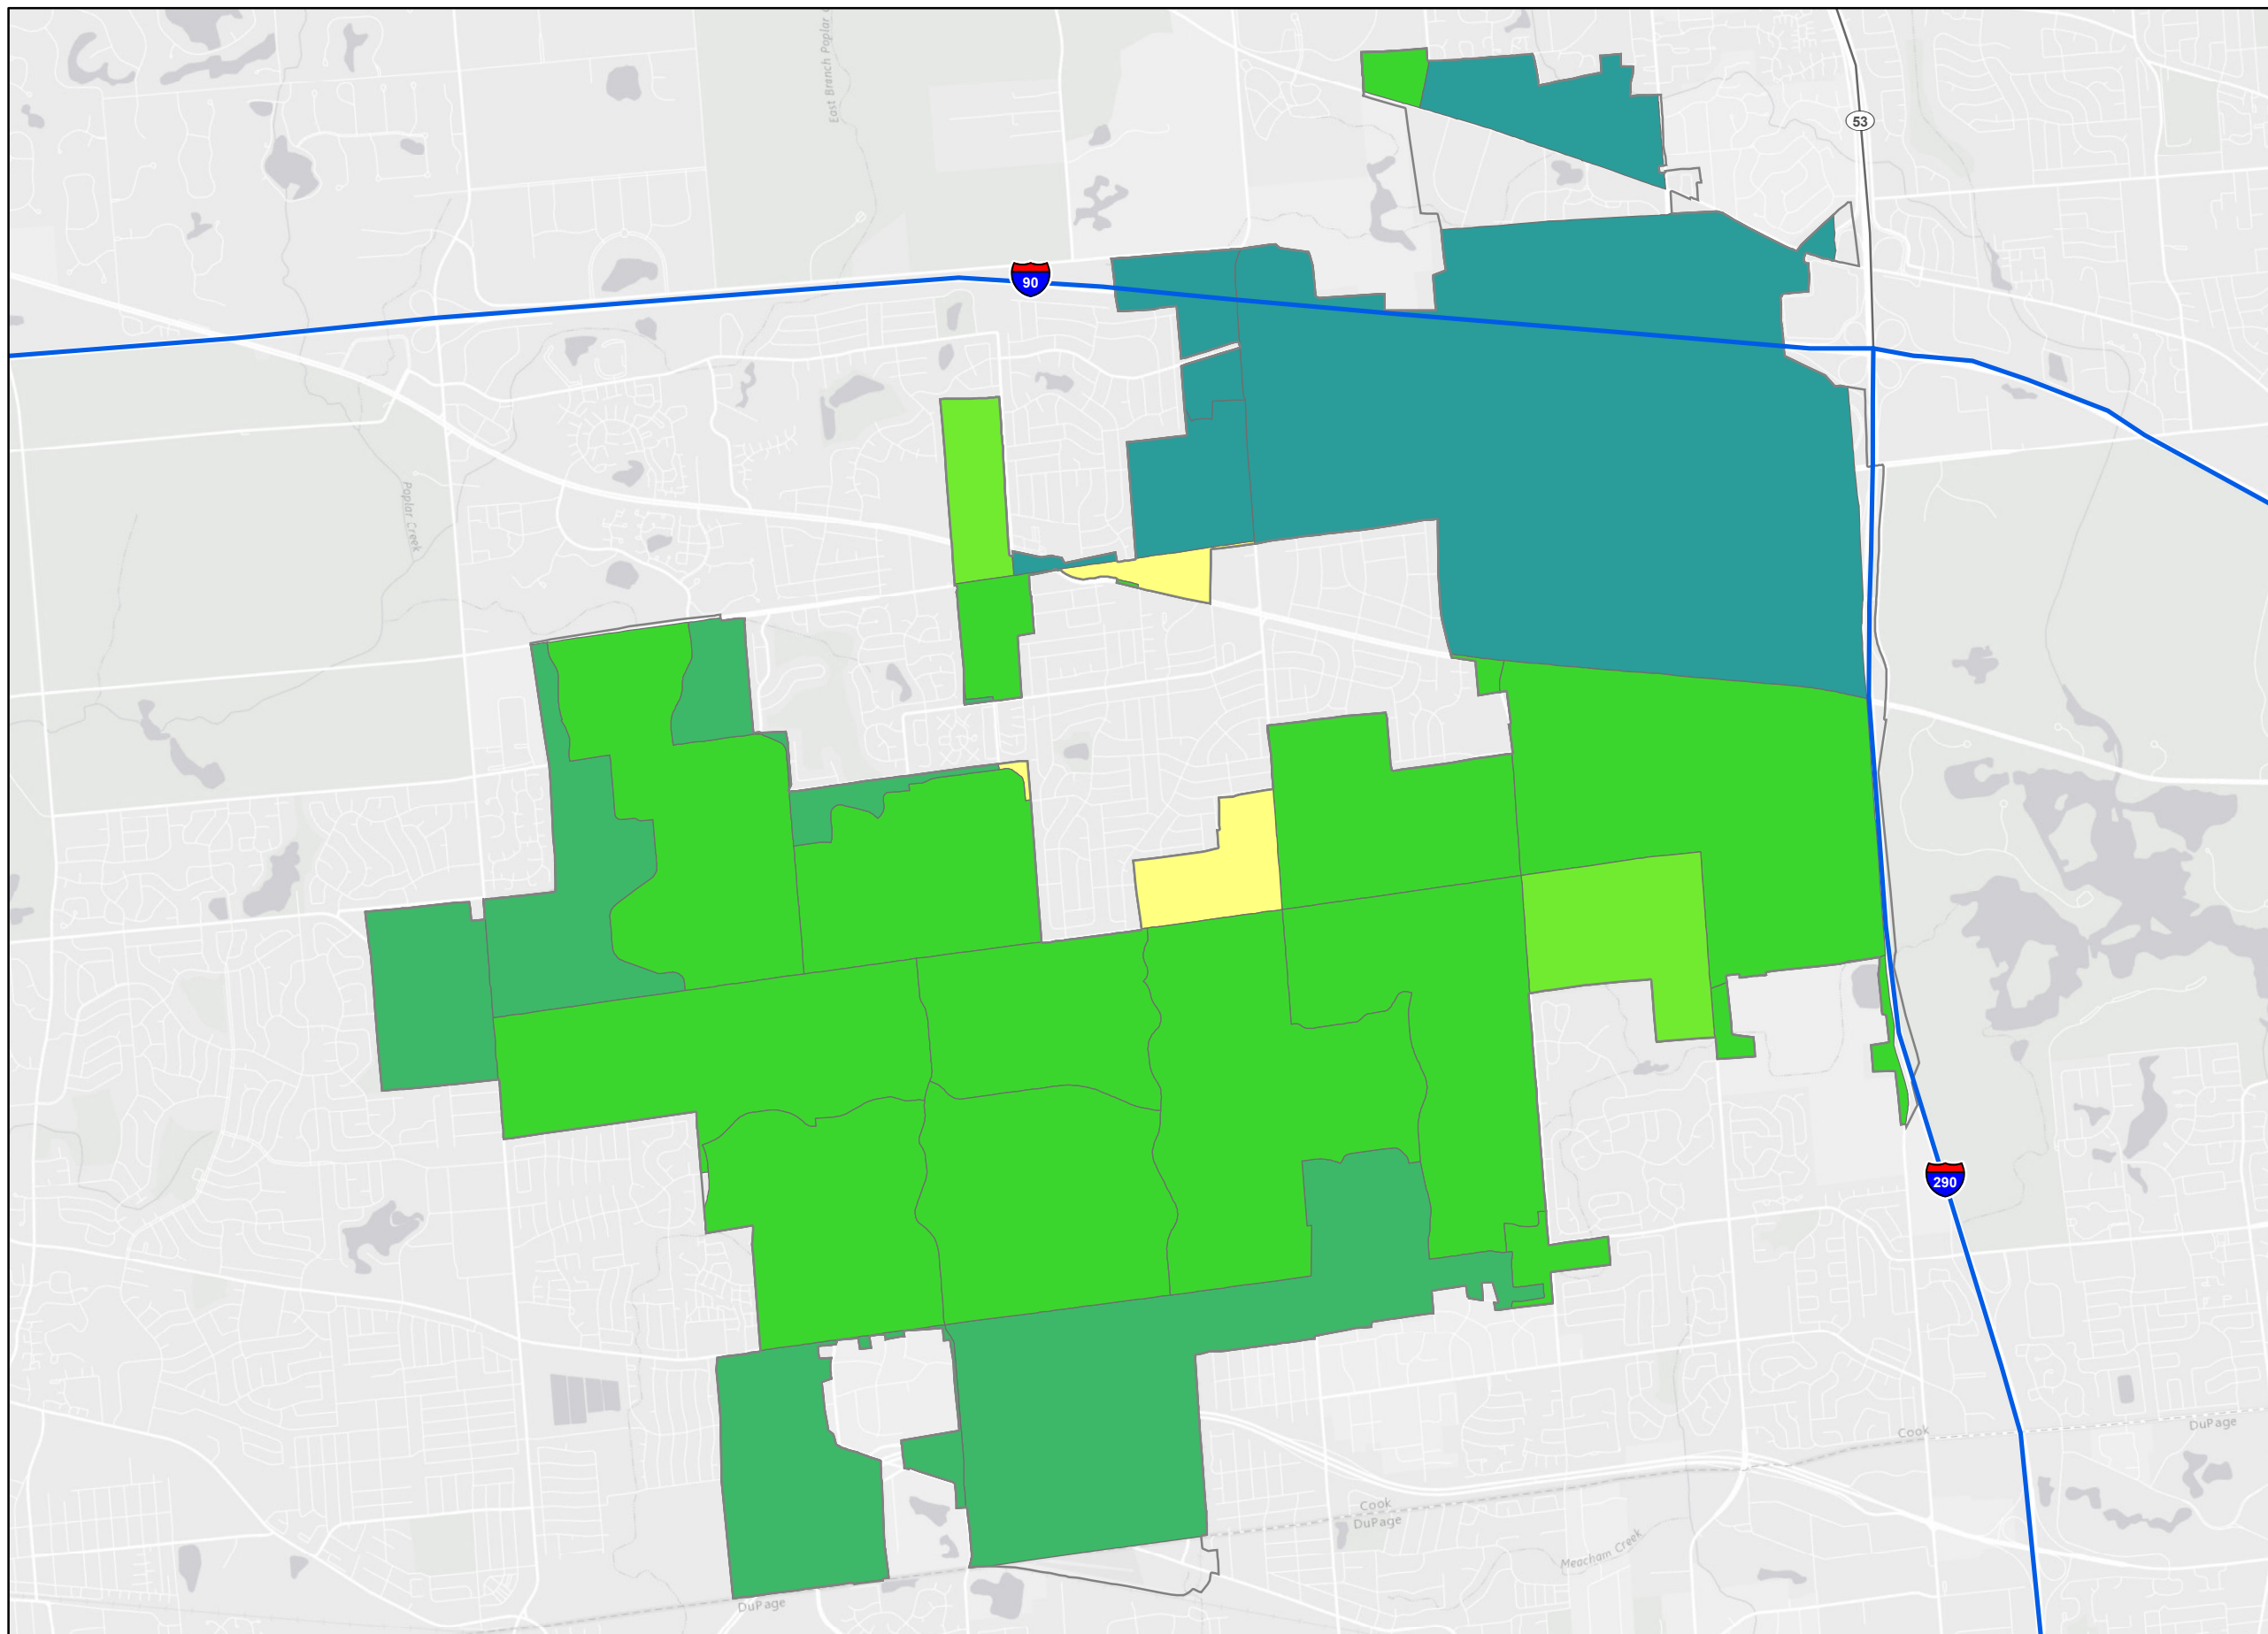 East Branch Poplar C
53
90
Poplar Creek
290
Cook
DuPage
Cook
DuPage
Meacham Creek
DuPage